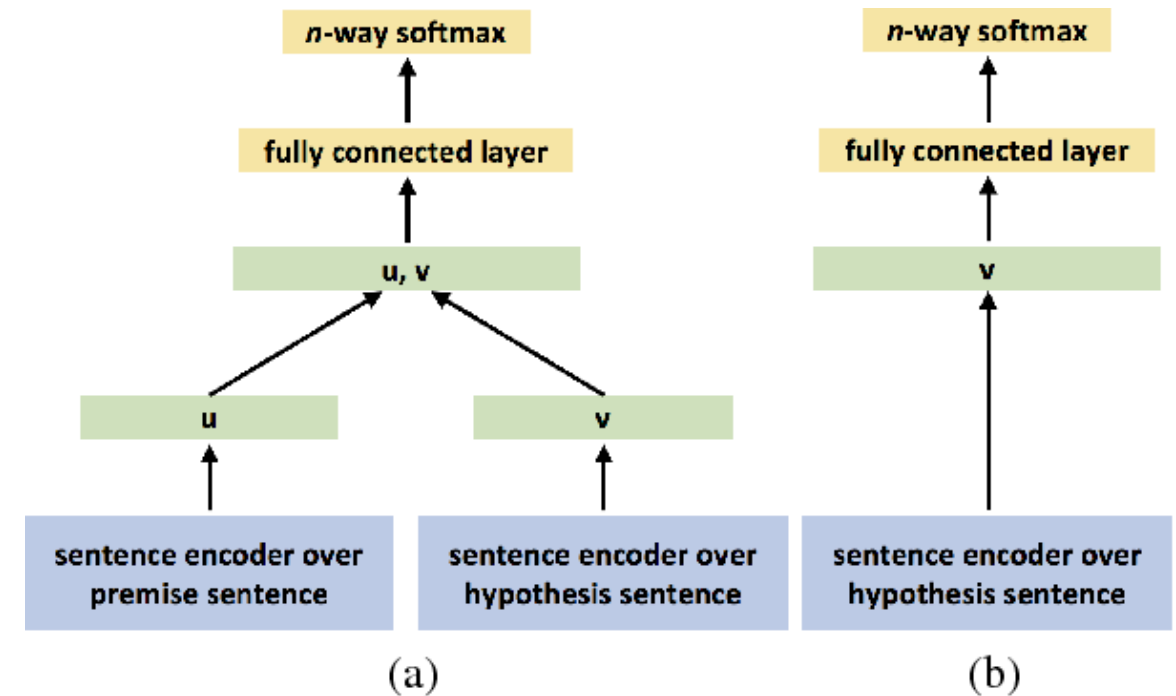 n-way softmax
fully connected layer
u, v
u
v
sentence encoder over
premise sentence
sentence encoder over
hypothesis sentence
(a)
n-way softmax
fully connected layer
v
sentence encoder over
hypothesis sentence
(b)